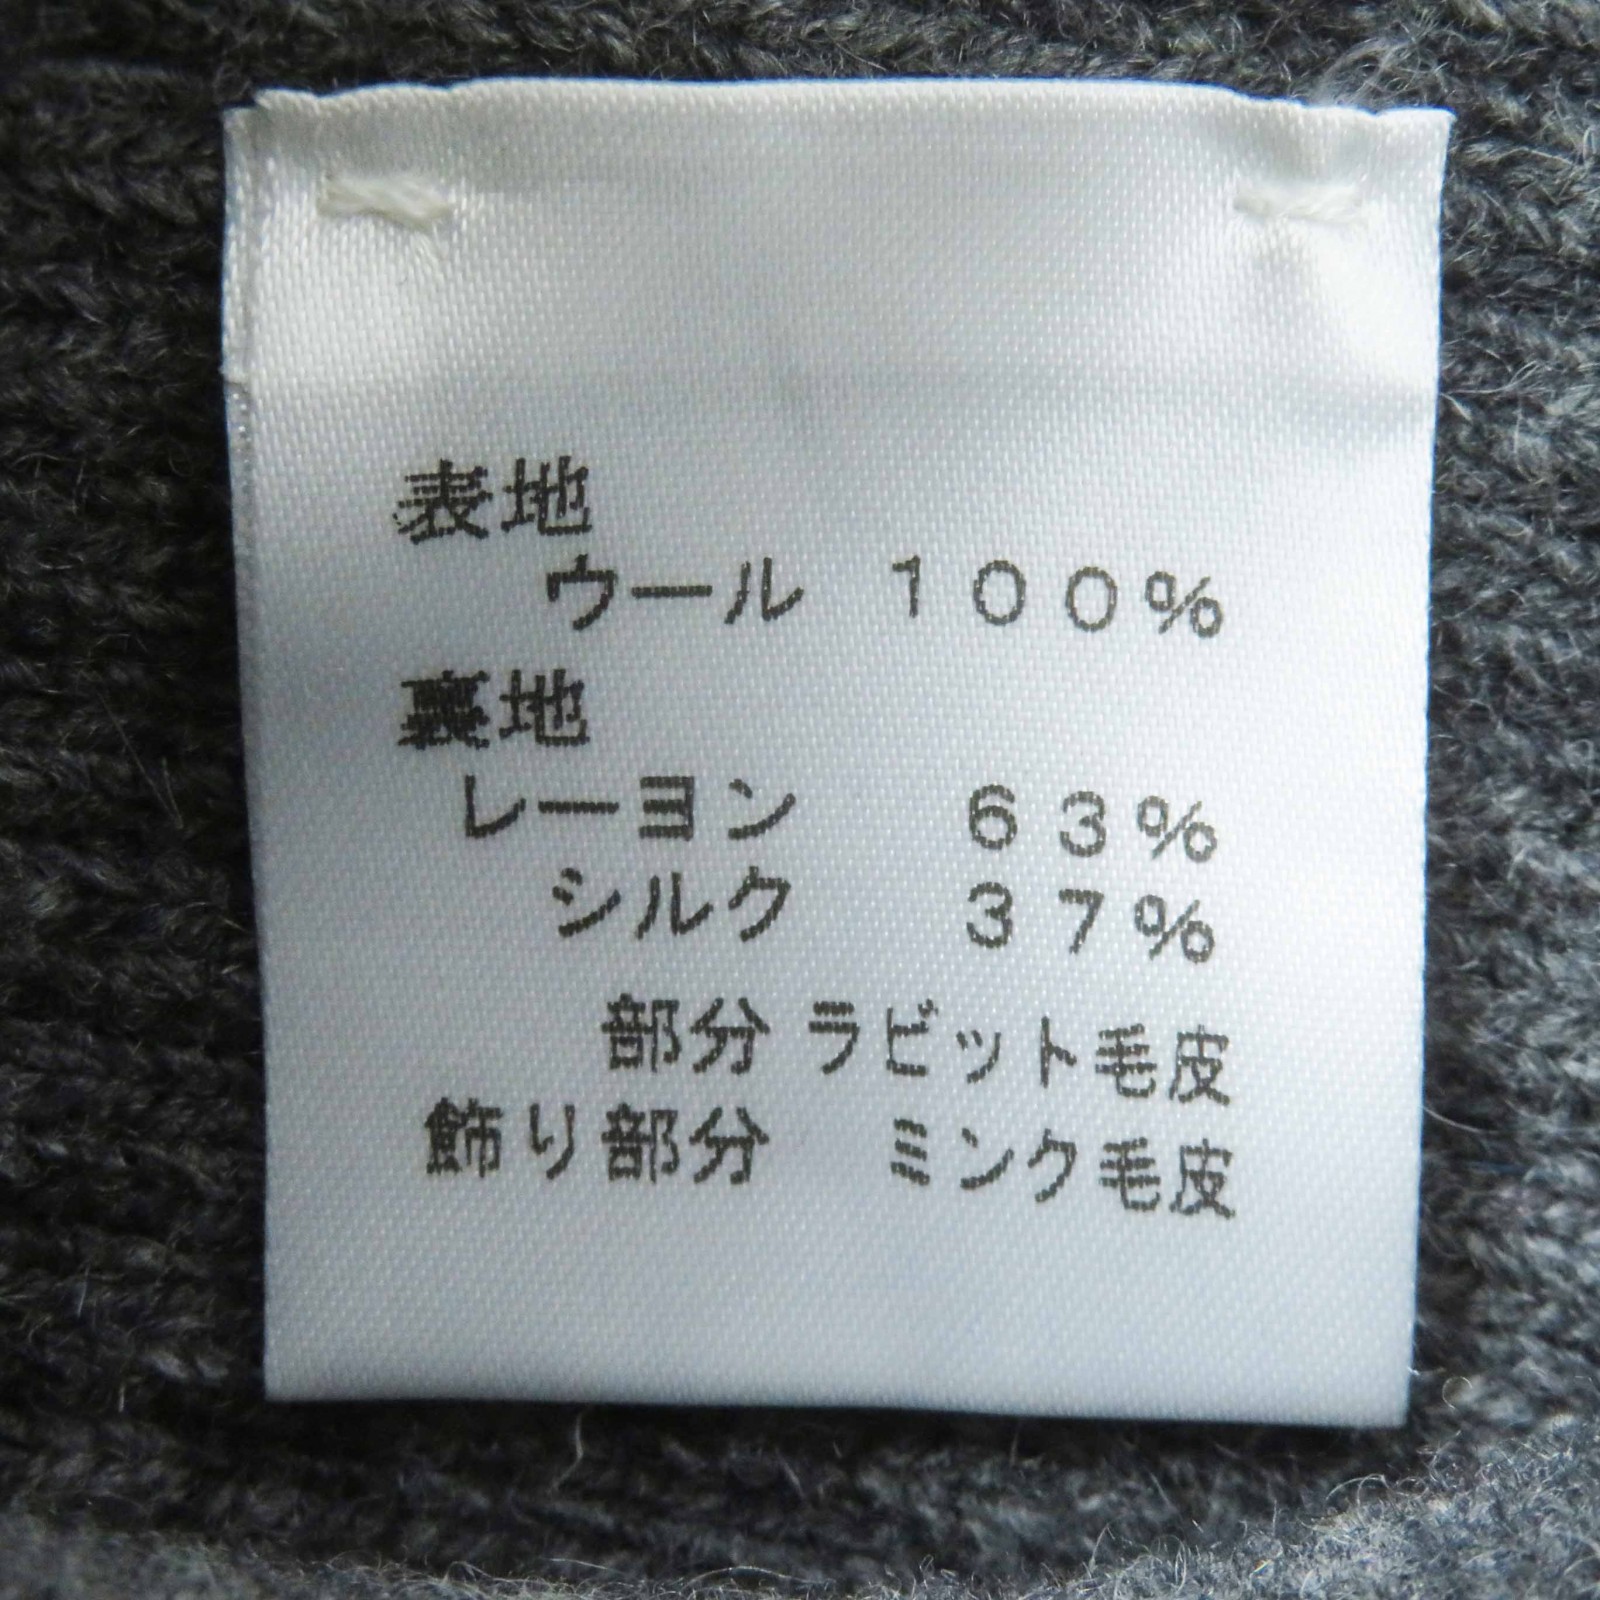 表地
ウール １００％
裏地
レーヨン ６３％
シルク ３７％
部分 ラビット毛皮
飾り部分 ミンク毛皮